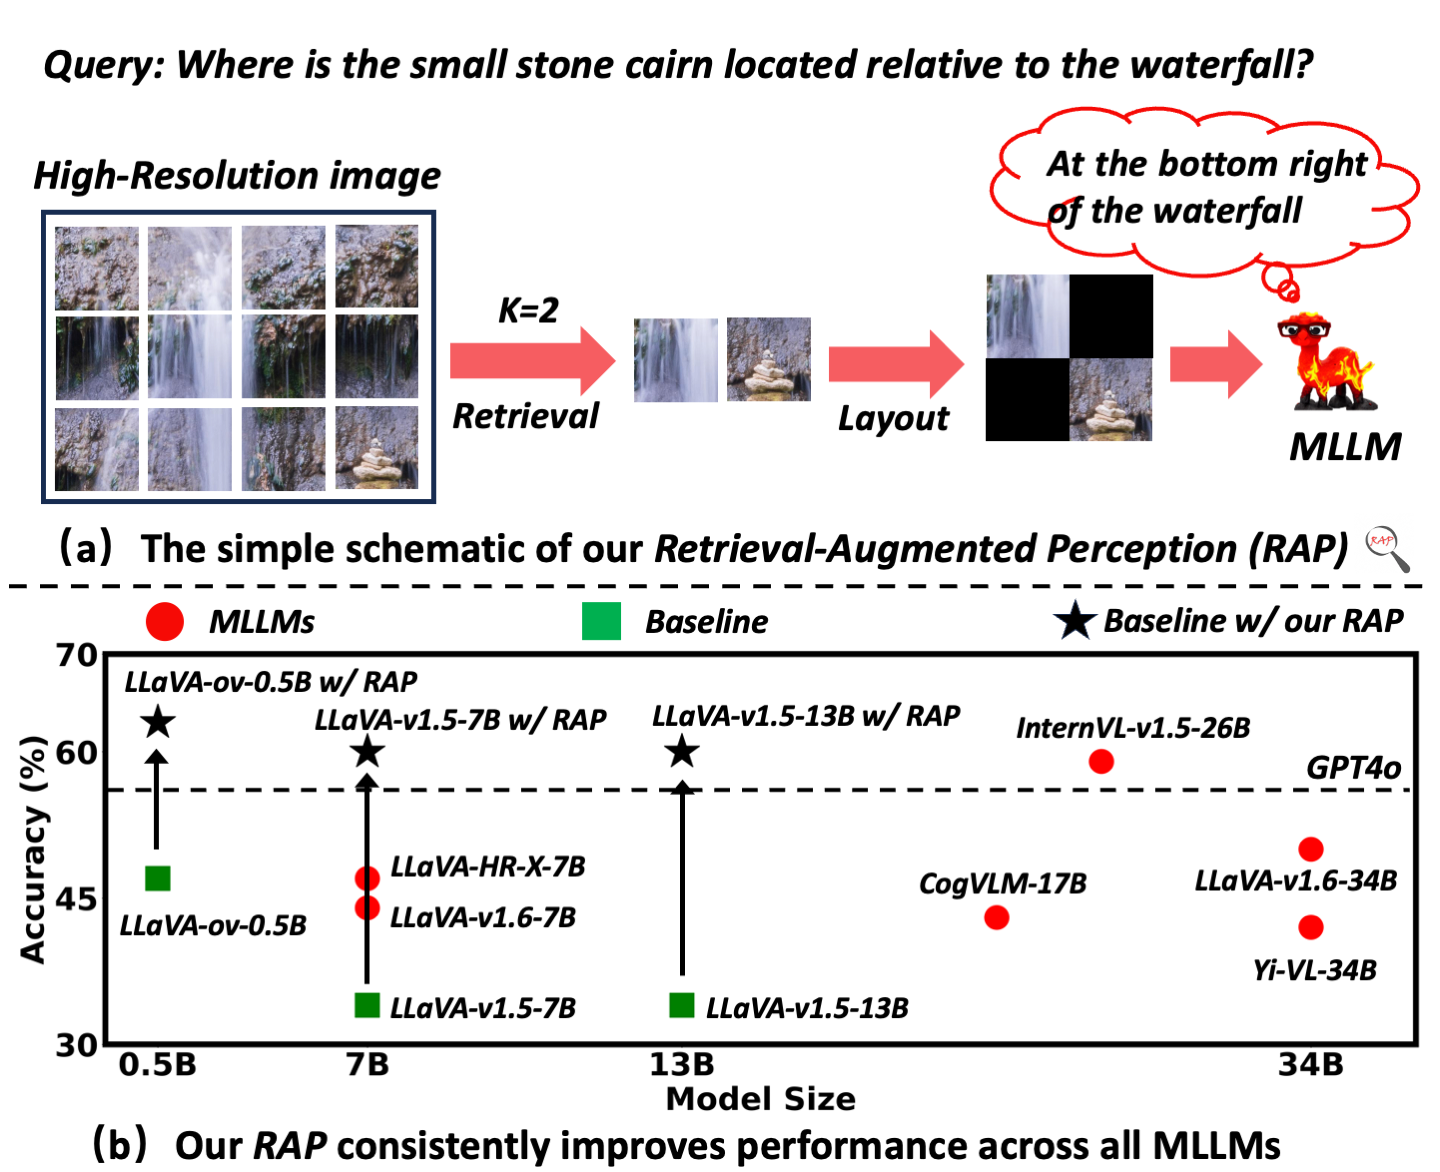 Query: Where is the small stone cairn located relative to the waterfall?
High-Resolution image
At the bottom right
of the waterfall
K=2
Retrieval
Layout
MLLM
(a) The simple schematic of our Retrieval-Augmented Perception (RAP)
RAP
MLLMs
Baseline
Baseline w/ our RAP
70
60
45
30
Accuracy (%)
LLaVA-ov-0.5B w/ RAP
LLaVA-v1.5-7B w/ RAP
LLaVA-v1.5-13B w/ RAP
InternVL-v1.5-26B
GPT4o
LLaVA-HR-X-7B
CogVLM-17B
LLaVA-v1.6-34B
LLaVA-ov-0.5B
LLaVA-v1.6-7B
Yi-VL-34B
LLaVA-v1.5-7B
LLaVA-v1.5-13B
0.5B
7B
13B
34B
Model Size
(b) Our RAP consistently improves performance across all MLLMs